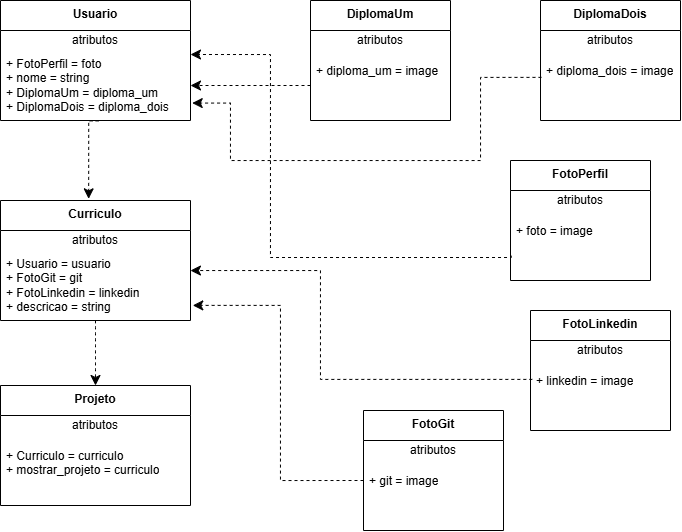 Usuario
atributos
+ FotoPerfil = foto
+ nome = string
+ DiplomaUm = diploma_um
+ DiplomaDois = diploma_dois
DiplomaUm
atributos
+ diploma_um = image
DiplomaDois
atributos
+ diploma_dois = image
FotoPerfil
atributos
+ foto = image
Curriculo
atributos
+ Usuario = usuario
+ FotoGit = git
+ FotoLinkedin = linkedin
+ descricao = string
FotoLinkedin
atributos
+ linkedin = image
Projeto
atributos
+ Curriculo = curriculo
+ mostrar_projeto = curriculo
FotoGit
atributos
+ git = image